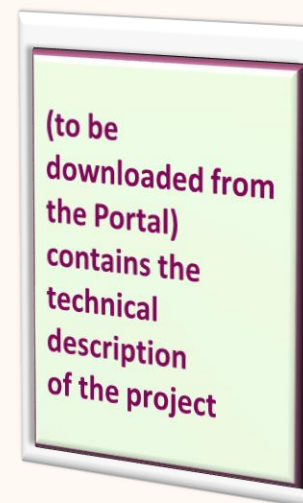 (to be
downloaded from
the Portal)
contains the
technical
description
of the project